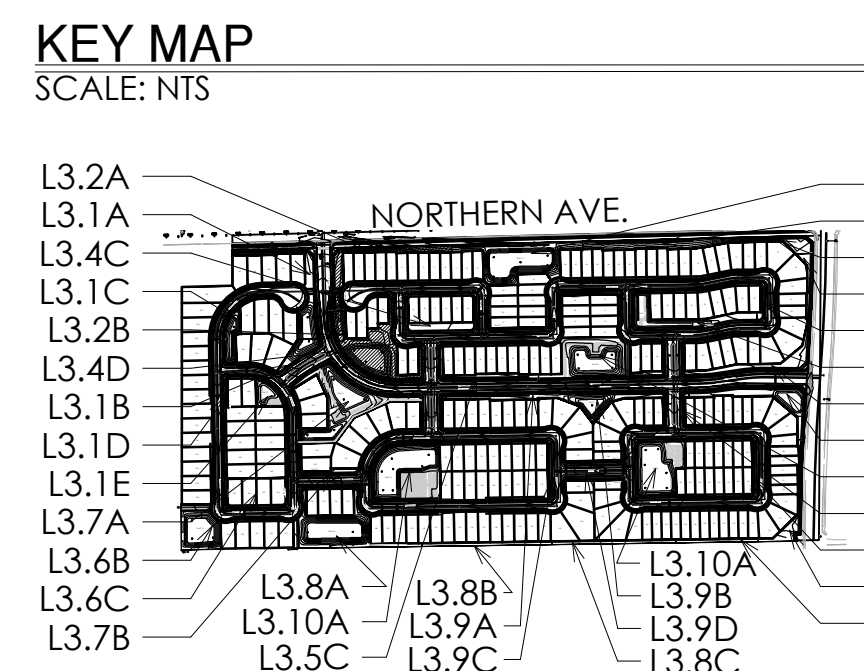 KEY MAP
SCALE: NTS
NORTHERN AVE.
L3.2A
L3.1A
L3.4C
L3.1C
L3.2B
L3.4D
L3.1B
L3.1D
L3.1E
L3.7A
L3.6B
L3.6C
L3.7B
L3.8A
L3.10A
L3.5C
L3.8B
L3.9A
L3.9C
L3.10A
L3.9B
L3.9D
L3.8C